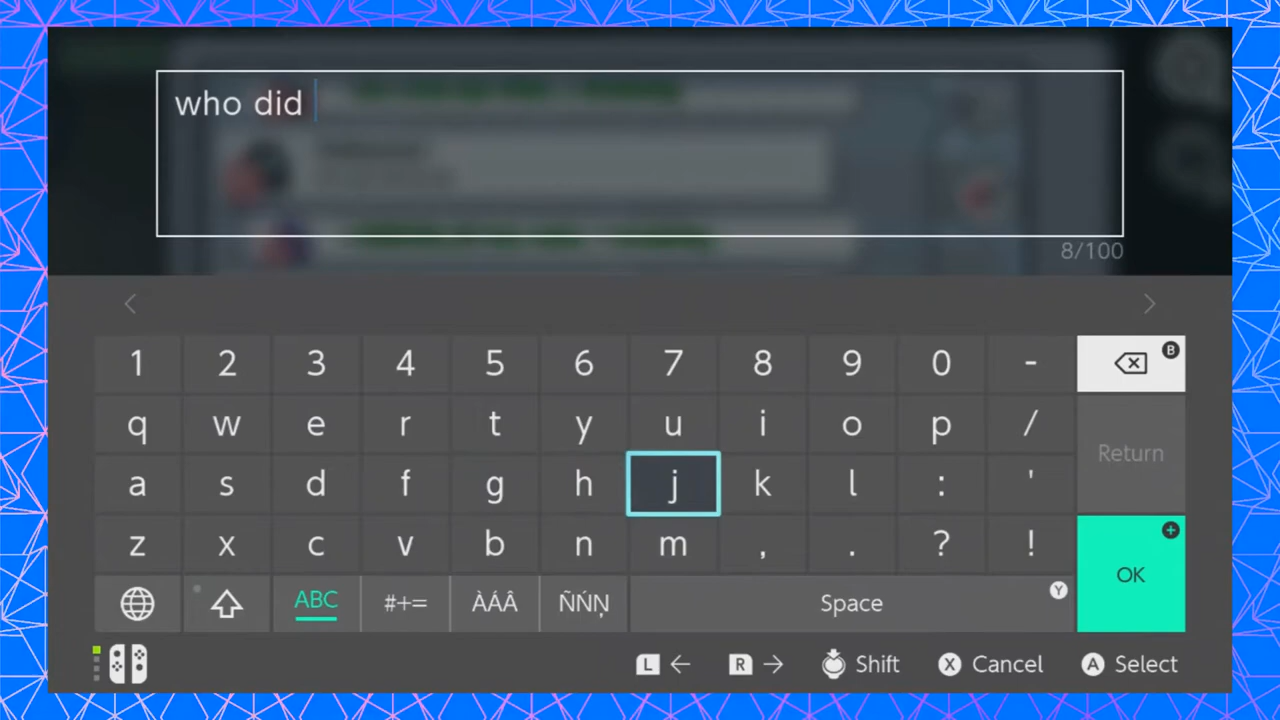 who did
8/100
1 2 3 4 5 6 7 8 9 0 - B
q w e r t y u i o p / Return
a s d f g h j k l : '
z x c v b n m , . ? ! OK +
ABC #+= ÀÁÂ ÑŃŅ Space Y
L ← R → Shift X Cancel A Select